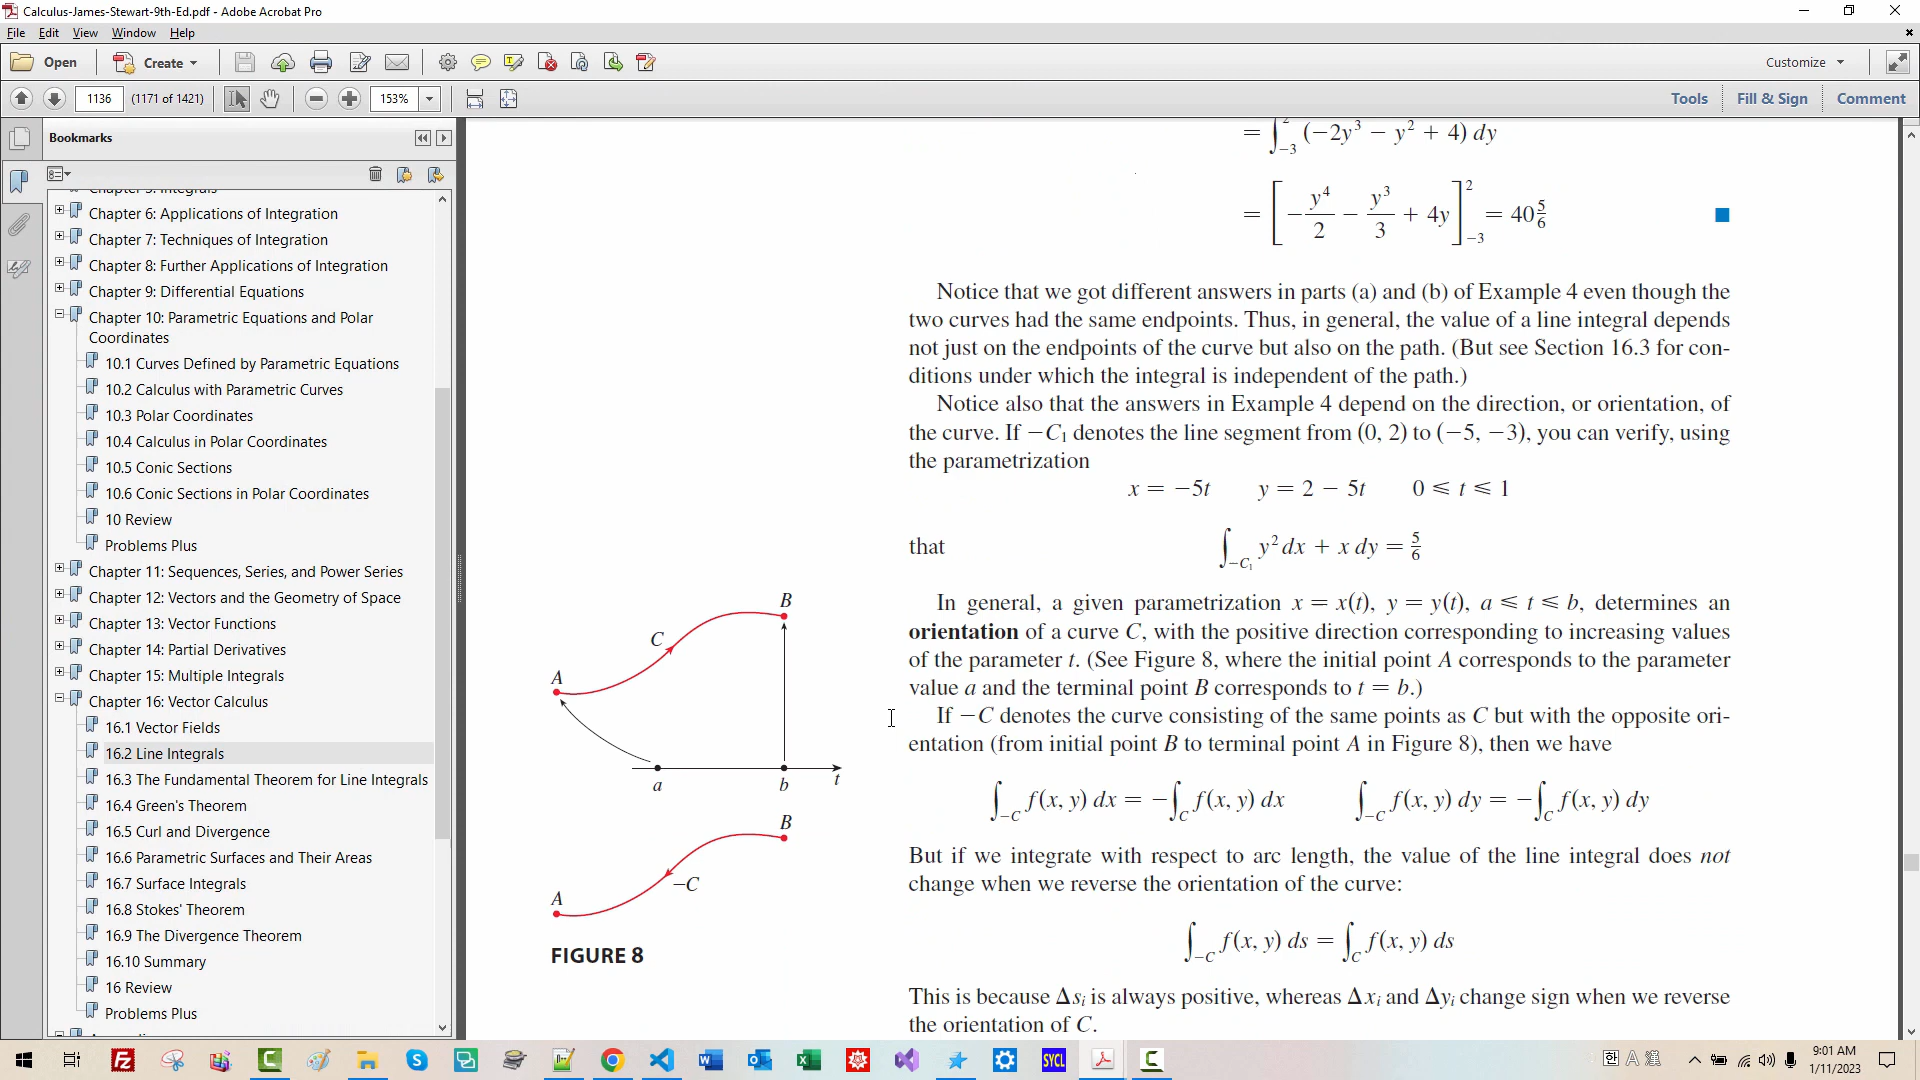 Calculus-James-Stewart-9th-Ed.pdf - Adobe Acrobat Pro
File Edit View Window Help
Open Create Customize
1136 (1171 of 1421) 153% Tools Fill & Sign Comment
Bookmarks
Chapter 5: Integrals
Chapter 6: Applications of Integration
Chapter 7: Techniques of Integration
Chapter 8: Further Applications of Integration
Chapter 9: Differential Equations
Chapter 10: Parametric Equations and Polar
Coordinates
10.1 Curves Defined by Parametric Equations
10.2 Calculus with Parametric Curves
10.3 Polar Coordinates
10.4 Calculus in Polar Coordinates
10.5 Conic Sections
10.6 Conic Sections in Polar Coordinates
10 Review
Problems Plus
Chapter 11: Sequences, Series, and Power Series
Chapter 12: Vectors and the Geometry of Space
Chapter 13: Vector Functions
Chapter 14: Partial Derivatives
Chapter 15: Multiple Integrals
Chapter 16: Vector Calculus
16.1 Vector Fields
16.2 Line Integrals
16.3 The Fundamental Theorem for Line Integrals
16.4 Green's Theorem
16.5 Curl and Divergence
16.6 Parametric Surfaces and Their Areas
16.7 Surface Integrals
16.8 Stokes' Theorem
16.9 The Divergence Theorem
16.10 Summary
16 Review
Problems Plus
= ∫_{-3}^{2} (−2y³ − y² + 4) dy
= [−y⁴/2 − y³/3 + 4y]_{-3}^{2} = 40 5/6
Notice that we got different answers in parts (a) and (b) of Example 4 even though the
two curves had the same endpoints. Thus, in general, the value of a line integral depends
not just on the endpoints of the curve but also on the path. (But see Section 16.3 for con-
ditions under which the integral is independent of the path.)
Notice also that the answers in Example 4 depend on the direction, or orientation, of
the curve. If −C₁ denotes the line segment from (0, 2) to (−5, −3), you can verify, using
the parametrization
x = −5t y = 2 − 5t 0 ≤ t ≤ 1
that ∫_{−C₁} y² dx + x dy = 5/6
In general, a given parametrization x = x(t), y = y(t), a ≤ t ≤ b, determines an
orientation of a curve C, with the positive direction corresponding to increasing values
of the parameter t. (See Figure 8, where the initial point A corresponds to the parameter
value a and the terminal point B corresponds to t = b.)
If −C denotes the curve consisting of the same points as C but with the opposite ori-
entation (from initial point B to terminal point A in Figure 8), then we have
∫_{−C} f(x, y) dx = −∫_C f(x, y) dx ∫_{−C} f(x, y) dy = −∫_C f(x, y) dy
But if we integrate with respect to arc length, the value of the line integral does not
change when we reverse the orientation of the curve:
∫_{−C} f(x, y) ds = ∫_C f(x, y) ds
This is because Δsᵢ is always positive, whereas Δxᵢ and Δyᵢ change sign when we reverse
the orientation of C.
B
C
A
a b t
B
−C
A
FIGURE 8
SYCL
한 A 漢
9:01 AM
1/11/2023